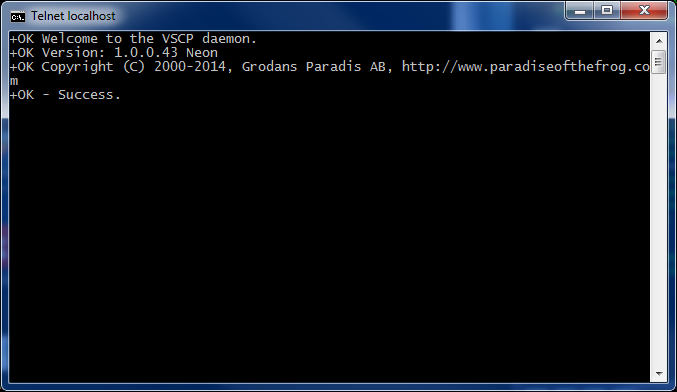 Telnet localhost
+OK Welcome to the VSCP daemon.
+OK Version: 1.0.0.43 Neon
+OK Copyright (C) 2000-2014, Grodans Paradis AB, http://www.paradiseofthefrog.co
m
+OK - Success.